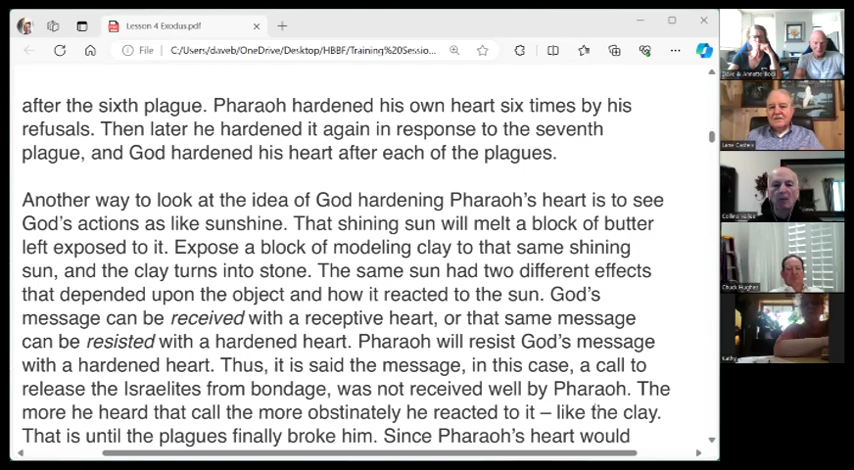 Lesson 4 Exodus.pdf
File
C:/Users/daveb/OneDrive/Desktop/HBBF/Training%20Sessio...
after the sixth plague. Pharaoh hardened his own heart six times by his
refusals. Then later he hardened it again in response to the seventh
plague, and God hardened his heart after each of the plagues.
Another way to look at the idea of God hardening Pharaoh's heart is to see
God's actions as like sunshine. That shining sun will melt a block of butter
left exposed to it. Expose a block of modeling clay to that same shining
sun, and the clay turns into stone. The same sun had two different effects
that depended upon the object and how it reacted to the sun. God's
message can be received with a receptive heart, or that same message
can be resisted with a hardened heart. Pharaoh will resist God's message
with a hardened heart. Thus, it is said the message, in this case, a call to
release the Israelites from bondage, was not received well by Pharaoh. The
more he heard that call the more obstinately he reacted to it – like the clay.
That is until the plagues finally broke him. Since Pharaoh's heart would
Dave & Annette
Chuck Hughes
Kathy